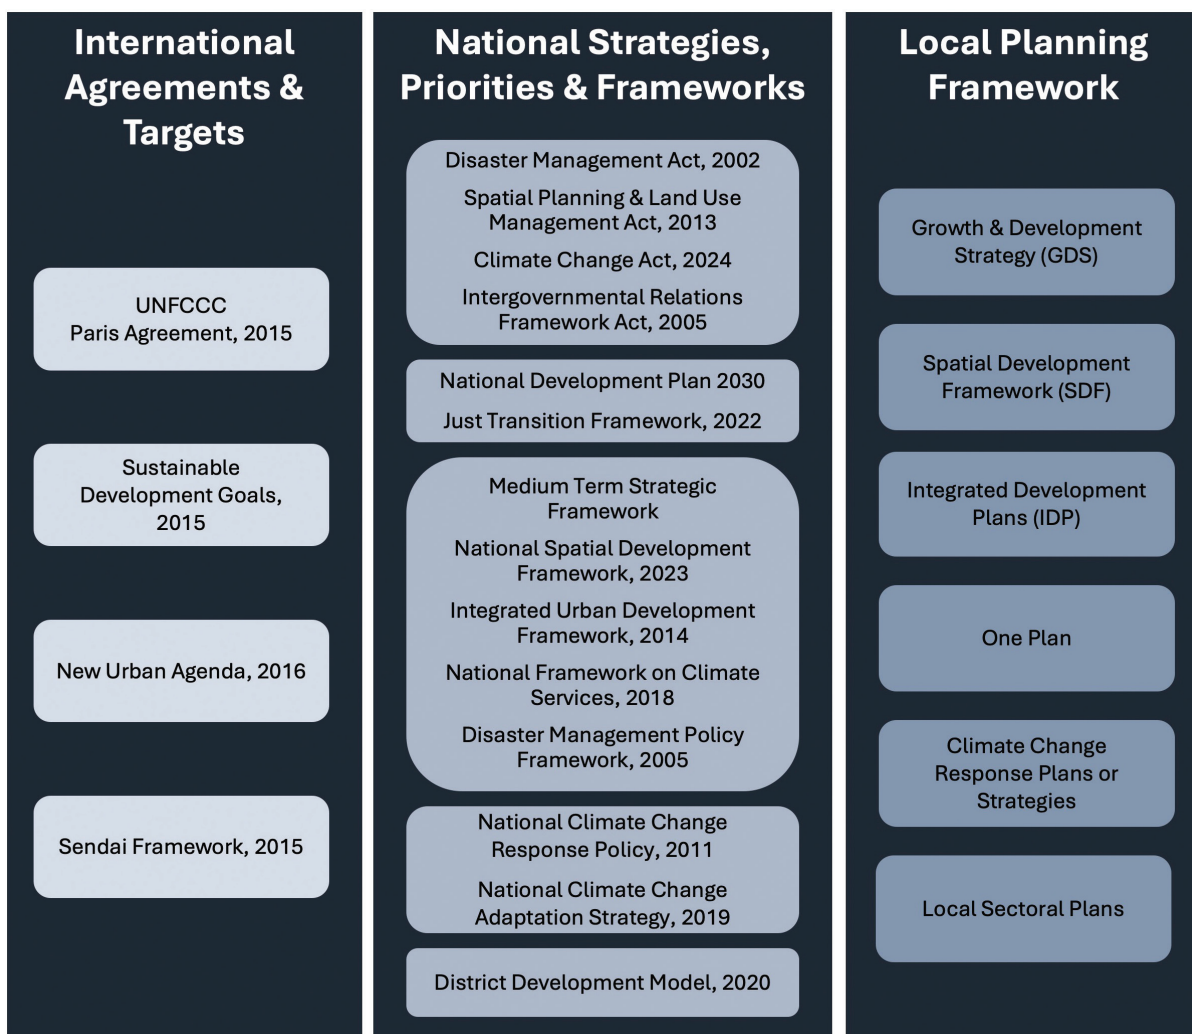 International
Agreements &
Targets
UNFCCC
Paris Agreement, 2015
Sustainable
Development Goals,
2015
New Urban Agenda, 2016
Sendai Framework, 2015
National Strategies,
Priorities & Frameworks
Disaster Management Act, 2002
Spatial Planning & Land Use
Management Act, 2013
Climate Change Act, 2024
Intergovernmental Relations
Framework Act, 2005
National Development Plan 2030
Just Transition Framework, 2022
Medium Term Strategic
Framework
National Spatial Development
Framework, 2023
Integrated Urban Development
Framework, 2014
National Framework on Climate
Services, 2018
Disaster Management Policy
Framework, 2005
National Climate Change
Response Policy, 2011
National Climate Change
Adaptation Strategy, 2019
District Development Model, 2020
Local Planning
Framework
Growth & Development
Strategy (GDS)
Spatial Development
Framework (SDF)
Integrated Development
Plans (IDP)
One Plan
Climate Change
Response Plans or
Strategies
Local Sectoral Plans